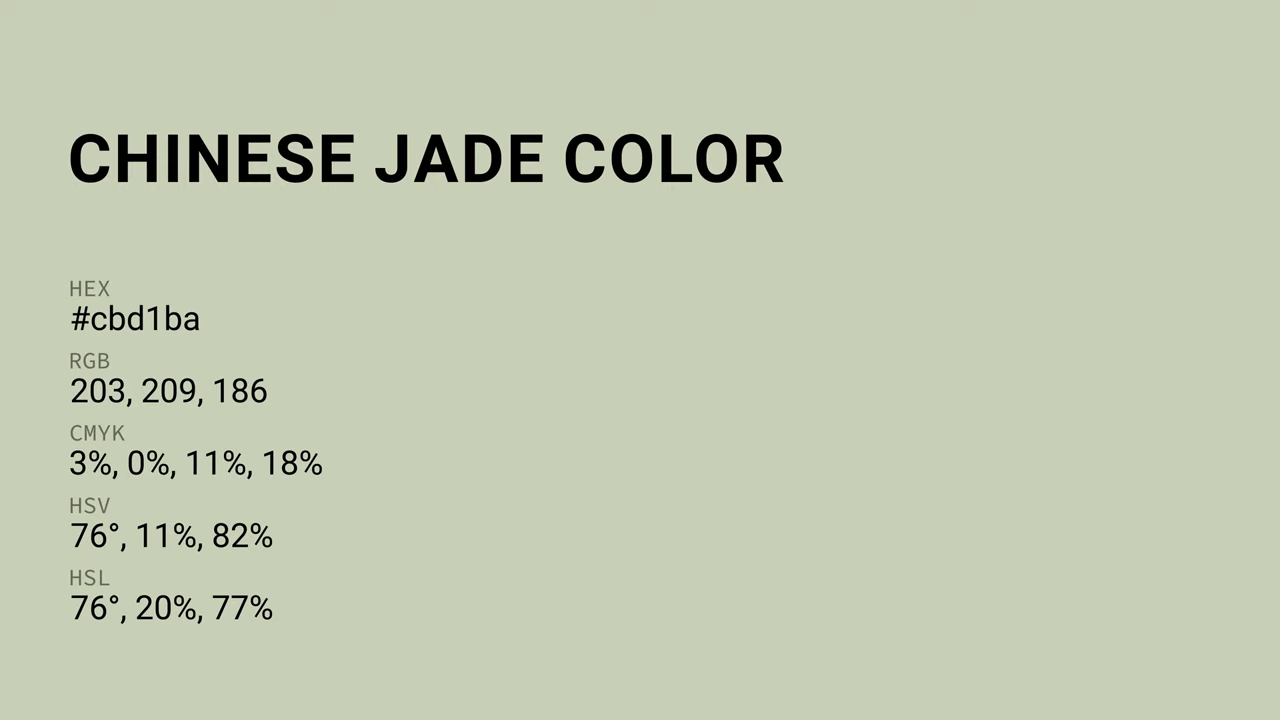 CHINESE JADE COLOR
HEX
#cbd1ba
RGB
203, 209, 186
CMYK
3%, 0%, 11%, 18%
HSV
76°, 11%, 82%
HSL
76°, 20%, 77%